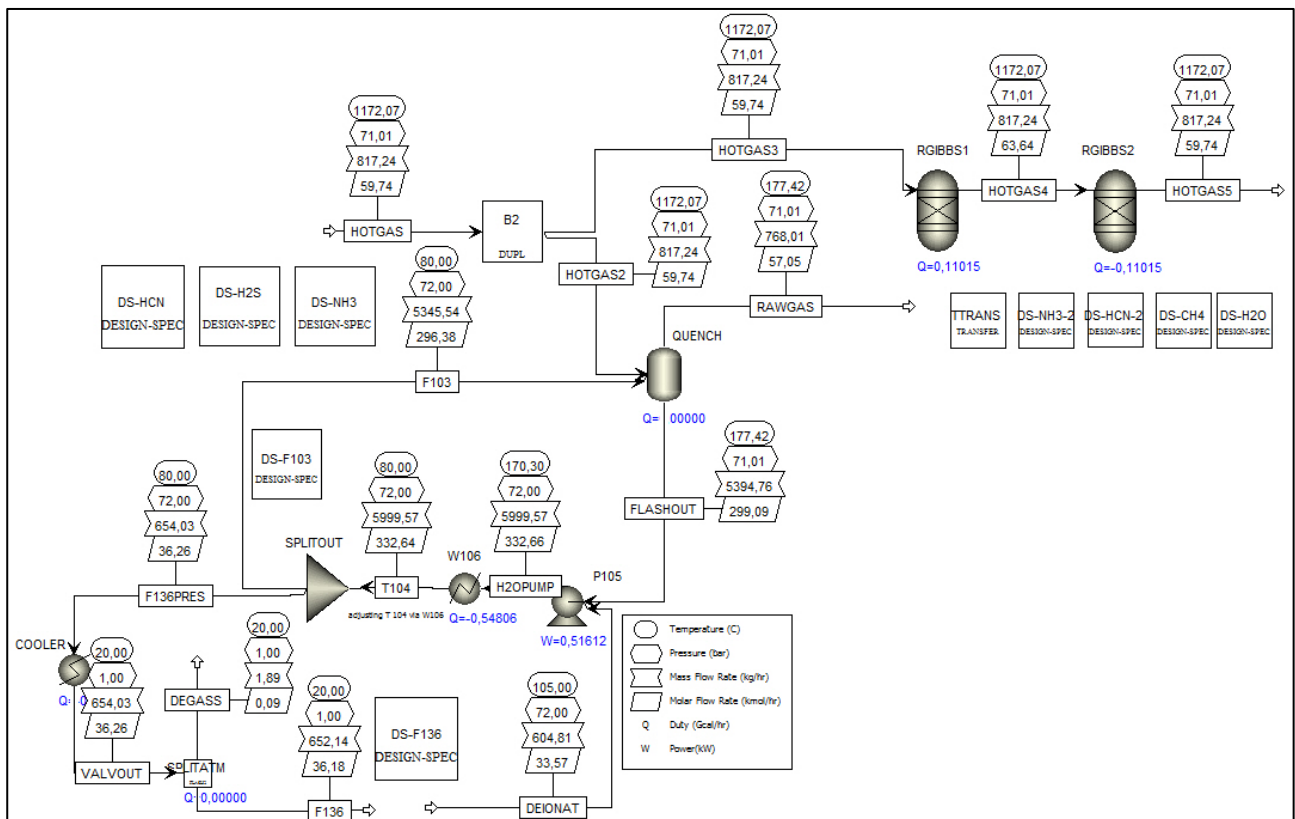 1172,07
71,01
817,24
59,74
HOTGAS3
1172,07
71,01
817,24
63,64
HOTGAS4
1172,07
71,01
817,24
59,74
HOTGAS5
RGIBBS1
Q=0,11015
RGIBBS2
Q=-0,11015
1172,07
71,01
817,24
59,74
HOTGAS
B2
DUPL
1172,07
71,01
817,24
59,74
HOTGAS2
177,42
71,01
768,01
57,05
RAWGAS
DS-HCN
DESIGN-SPEC
DS-H2S
DESIGN-SPEC
DS-NH3
DESIGN-SPEC
80,00
72,00
5345,54
296,38
F103
QUENCH
Q= 00000
TTRANS
TRANSFER
DS-NH3-2
DESIGN-SPEC
DS-HCN-2
DESIGN-SPEC
DS-CH4
DESIGN-SPEC
DS-H2O
DESIGN-SPEC
DS-F103
DESIGN-SPEC
177,42
71,01
5394,76
299,09
FLASHOUT
80,00
72,00
654,03
36,26
F136PRES
SPLITOUT
80,00
72,00
5999,57
332,64
T104
adjusting T 104 via W106
W106
Q=-0,54806
170,30
72,00
5999,57
332,66
H2OPUMP
P105
W=0,51612
COOLER
20,00
1,00
654,03
36,26
VALVOUT
20,00
1,00
1,89
0,09
DEGASS
SPLITATM
Q 0,00000
20,00
1,00
652,14
36,18
F136
DS-F136
DESIGN-SPEC
105,00
72,00
604,81
33,57
DEIONAT
Temperature (C)
Pressure (bar)
Mass Flow Rate (kg/hr)
Molar Flow Rate (kmol/hr)
Q Duty (Gcal/hr)
W Power(kW)